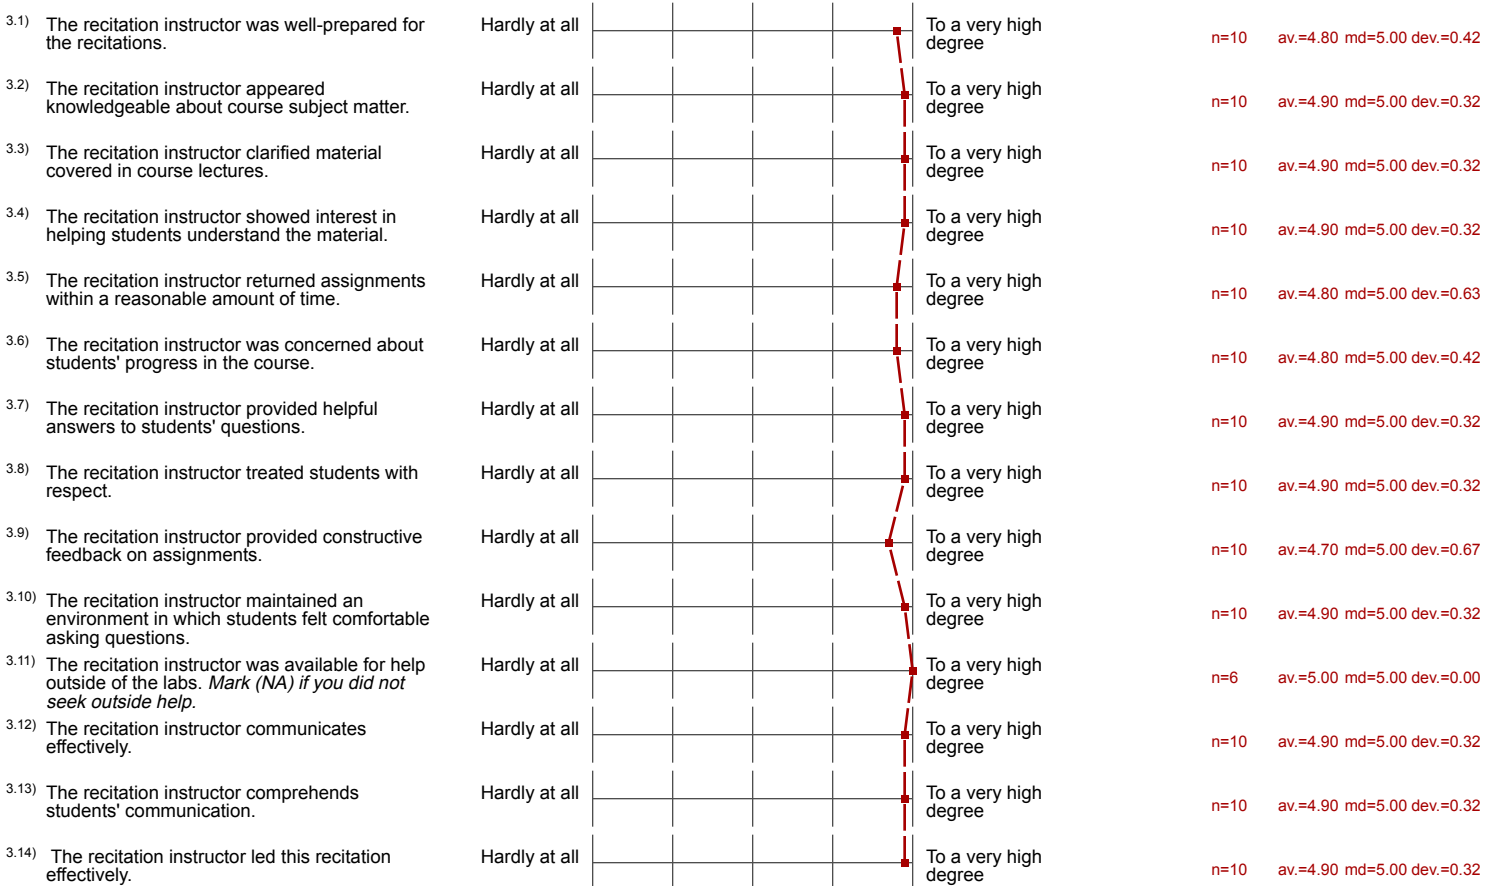 3.1) The recitation instructor was well-prepared for Hardly at all To a very high
the recitations. degree n=10 av.=4.80 md=5.00 dev.=0.42
3.2) The recitation instructor appeared Hardly at all To a very high
knowledgeable about course subject matter. degree n=10 av.=4.90 md=5.00 dev.=0.32
3.3) The recitation instructor clarified material Hardly at all To a very high
covered in course lectures. degree n=10 av.=4.90 md=5.00 dev.=0.32
3.4) The recitation instructor showed interest in Hardly at all To a very high
helping students understand the material. degree n=10 av.=4.90 md=5.00 dev.=0.32
3.5) The recitation instructor returned assignments Hardly at all To a very high
within a reasonable amount of time. degree n=10 av.=4.80 md=5.00 dev.=0.63
3.6) The recitation instructor was concerned about Hardly at all To a very high
students' progress in the course. degree n=10 av.=4.80 md=5.00 dev.=0.42
3.7) The recitation instructor provided helpful Hardly at all To a very high
answers to students' questions. degree n=10 av.=4.90 md=5.00 dev.=0.32
3.8) The recitation instructor treated students with Hardly at all To a very high
respect. degree n=10 av.=4.90 md=5.00 dev.=0.32
3.9) The recitation instructor provided constructive Hardly at all To a very high
feedback on assignments. degree n=10 av.=4.70 md=5.00 dev.=0.67
3.10) The recitation instructor maintained an Hardly at all To a very high
environment in which students felt comfortable degree n=10 av.=4.90 md=5.00 dev.=0.32
asking questions.
3.11) The recitation instructor was available for help Hardly at all To a very high
outside of the labs. Mark (NA) if you did not degree n=6 av.=5.00 md=5.00 dev.=0.00
seek outside help.
3.12) The recitation instructor communicates Hardly at all To a very high
effectively. degree n=10 av.=4.90 md=5.00 dev.=0.32
3.13) The recitation instructor comprehends Hardly at all To a very high
students' communication. degree n=10 av.=4.90 md=5.00 dev.=0.32
3.14) The recitation instructor led this recitation Hardly at all To a very high
effectively. degree n=10 av.=4.90 md=5.00 dev.=0.32